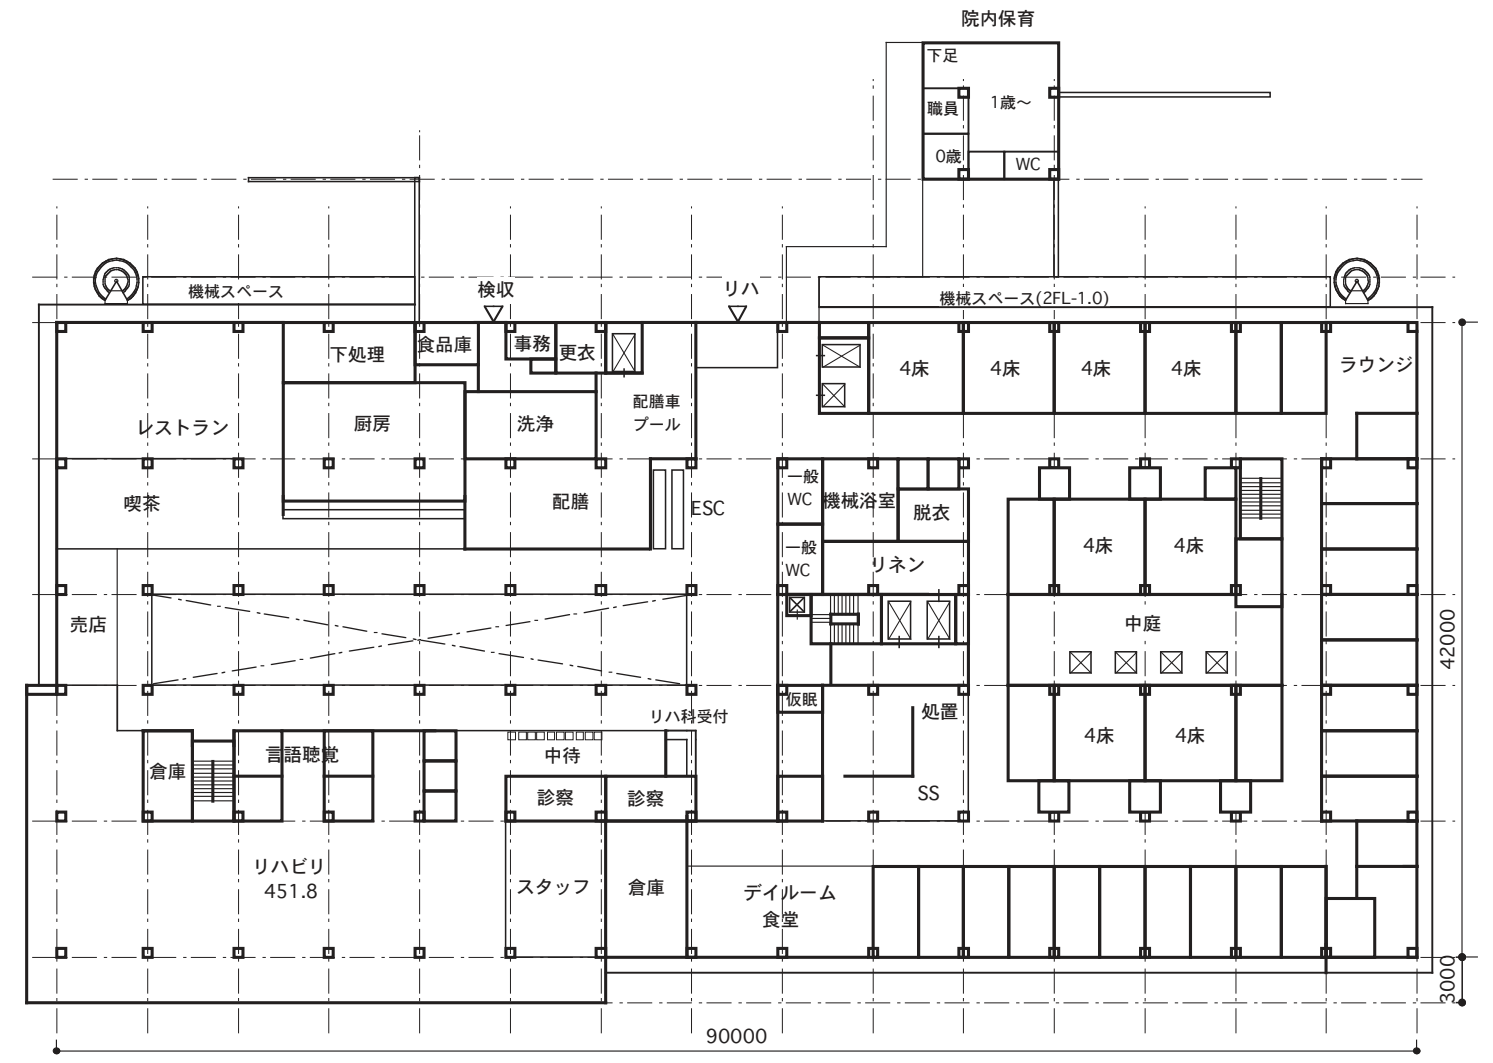 院内保育
下足
職員
1歳〜
0歳
WC
機械スペース
検収
リハ
機械スペース(2FL-1.0)
下処理
食品庫
事務
更衣
4床
4床
4床
4床
ラウンジ
レストラン
厨房
洗浄
配膳車
プール
喫茶
配膳
ESC
一般
WC
機械浴室
脱衣
4床
4床
一般
WC
リネン
売店
中庭
42000
リハ科受付
仮眠
処置
4床
4床
倉庫
言語聴覚
中待
診察
診察
SS
リハビリ
451.8
スタッフ
倉庫
デイルーム
食堂
3000
90000